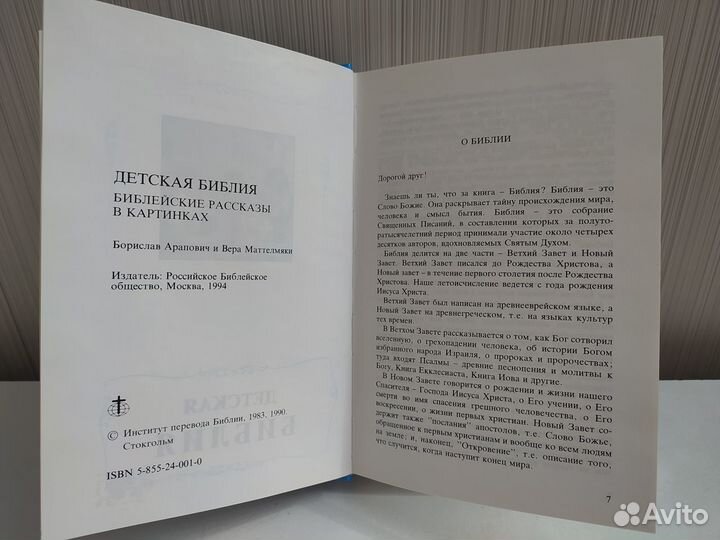 ДЕТСКАЯ БИБЛИЯ
БИБЛЕЙСКИЕ РАССКАЗЫ
В КАРТИНКАХ
Борислав Арапович и Вера Маттелмяки
Издатель: Российское Библейское
общество, Москва, 1994
© Институт перевода Библии, 1983, 1990.
Стокгольм
ISBN 5-855-24-001-0
О БИБЛИИ
Дорогой друг!
Знаешь ли ты, что за книга – Библия? Библия – это
Слово Божие. Она раскрывает тайну происхождения мира,
человека и смысл бытия. Библия – это собрание
Священных Писаний, в составлении которых за полуто-
ратысячелетний период принимали участие около четырех
десятков авторов, вдохновляемых Святым Духом.
Библия делится на две части – Ветхий Завет и Новый
Завет. Ветхий Завет писался до Рождества Христова, а
Новый завет – в течение первого столетия после Рождества
Христова. Наше летоисчисление ведется с года рождения
Иисуса Христа.
Ветхий Завет был написан на древнееврейском языке, а
Новый Завет на древнегреческом, т.е. на языках культур
тех времен.
В Ветхом Завете рассказывается о том, как Бог сотворил
вселенную, о грехопадении человека, об истории Богом
избранного народа Израиля, о пророках и пророчествах;
туда входят Псалмы – древние песнопения и молитвы к
Богу, Книга Екклесиаста, Книга Иова и другие.
В Новом Завете говорится о рождении и жизни нашего
Спасителя – Господа Иисуса Христа, о Его учении, о Его
смерти во имя спасения грешного человечества, о Его
воскресении, о жизни первых христиан. Новый Завет со-
держит также "послания" апостолов, т.е. Слово Божье,
обращенное к первым христианам и вообще ко всем людям
на земле; и, наконец, "Откровение", т.е. описание того,
что случится, когда наступит конец мира.
7
ДЕТСКАЯ
БИБЛИЯ
Avito